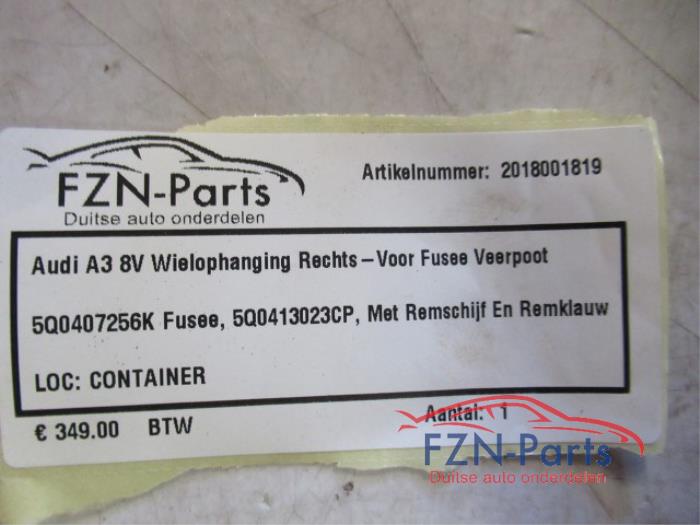 FZN-Parts
Duitse auto onderdelen
Artikelnummer: 2018001819
Audi A3 8V Wielophanging Rechts-Voor Fusee Veerpoot
5Q0407256K Fusee, 5Q0413023CP, Met Remschijf En Remklauw
LOC: CONTAINER
€ 349.00 BTW
Aantal: 1
FZN-Parts
Duitse auto onderdelen